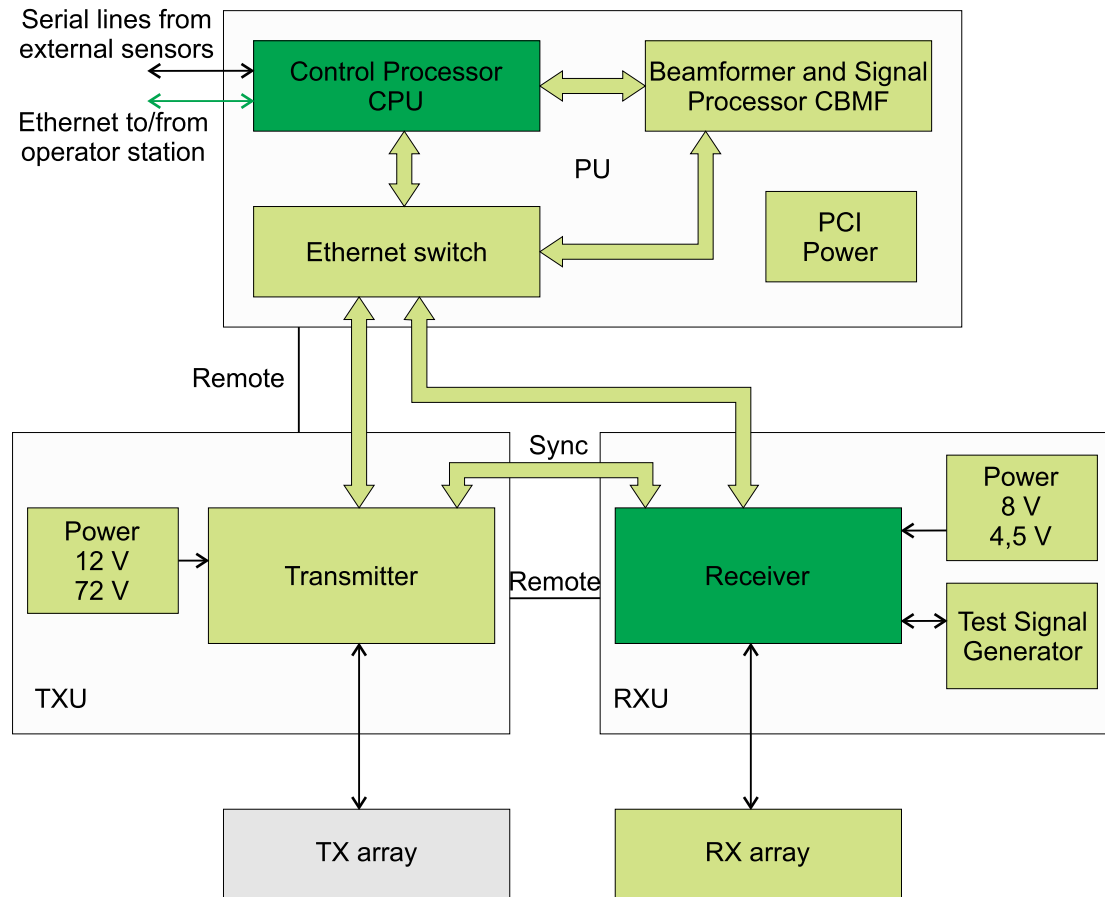 Serial lines from
external sensors
Ethernet to/from
operator station
Control Processor
CPU
Beamformer and Signal
Processor CBMF
PU
Ethernet switch
PCI
Power
Remote
Sync
Power
12 V
72 V
Transmitter
TXU
Remote
Receiver
RXU
Power
8 V
4,5 V
Test Signal
Generator
TX array
RX array